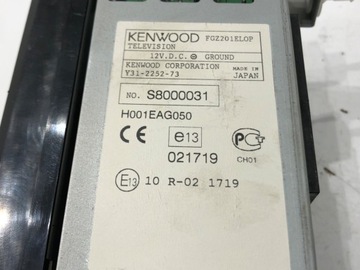 KENWOOD FGZ201ELOP
TELEVISION
12V.D.C. ⊖ GROUND
KENWOOD CORPORATION MADE IN
Y31-2252-73 JAPAN
NO. S8000031
H001EAG050
CE e13 PC
021719 CH01
E13 10 R-02 1719